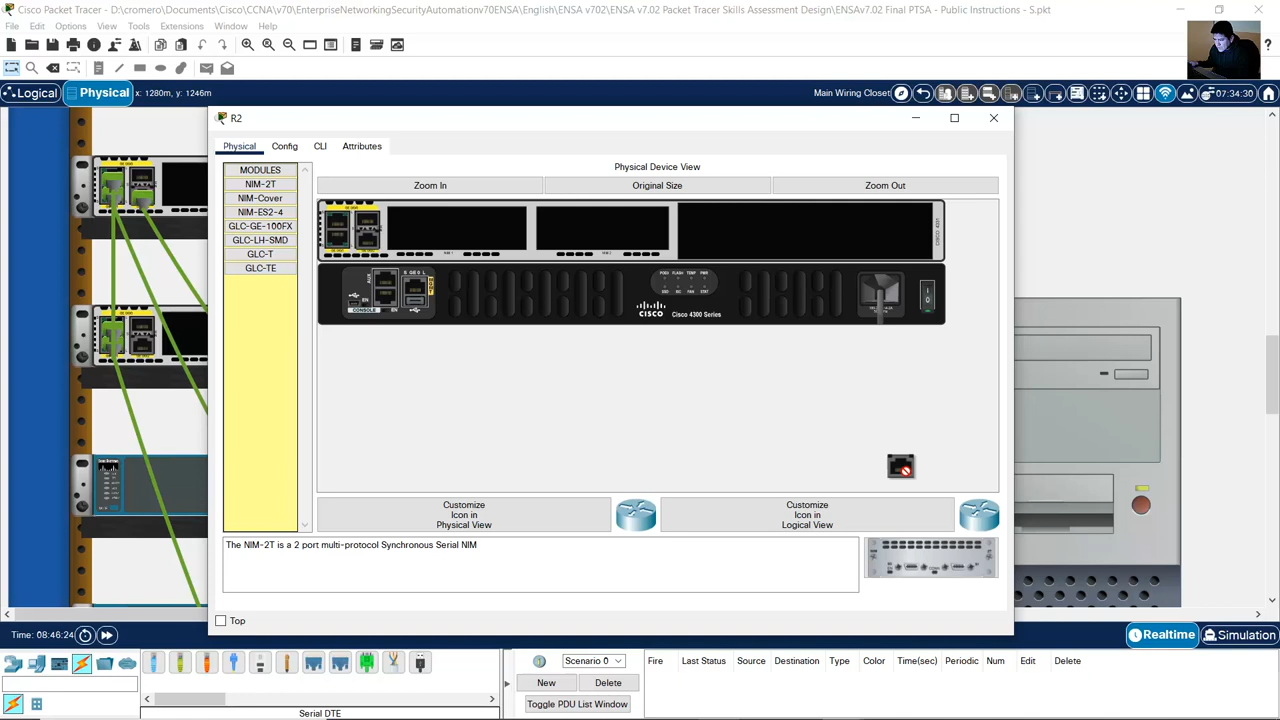 Cisco Packet Tracer - D:\cromero\Documents\Cisco\CCNA\v70\EnterpriseNetworkingSecurityAutomationv70ENSA\English\ENSA v702\ENSA v7.02 Packet Tracer Skills Assessment Design\ENSAv7.02 Final PTSA - Public Instructions - S.pkt
File Edit Options View Tools Extensions Window Help
Logical Physical x: 1280m, y: 1246m Main Wiring Closet 07:34:30
R2
Physical Config CLI Attributes
MODULES
NIM-2T
NIM-Cover
NIM-ES2-4
GLC-GE-100FX
GLC-LH-SMD
GLC-T
GLC-TE
Physical Device View
Zoom In Original Size Zoom Out
AUX
CONSOLE
EN
CISCO Cisco 4300 Series
Customize
Icon in
Physical View
Customize
Icon in
Logical View
The NIM-2T is a 2 port multi-protocol Synchronous Serial NIM
Top
Time: 08:46:24 Realtime Simulation
Scenario 0
New Delete
Toggle PDU List Window
Fire Last Status Source Destination Type Color Time(sec) Periodic Num Edit Delete
Serial DTE